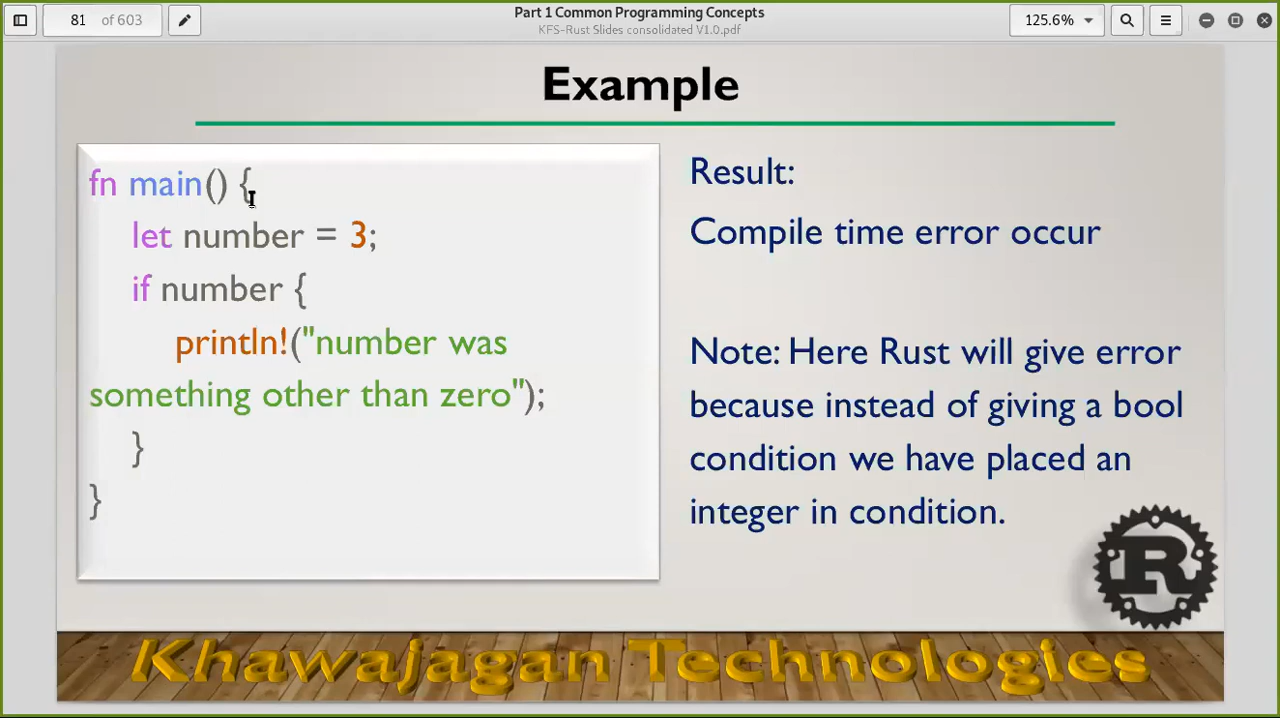 81 of 603
Part 1 Common Programming Concepts
KFS-Rust Slides consolidated V1.0.pdf
125.6%
Example
fn main() {
let number = 3;
if number {
println!("number was
something other than zero");
}
}
Result:
Compile time error occur
Note: Here Rust will give error
because instead of giving a bool
condition we have placed an
integer in condition.
R
Khawajagan Technologies